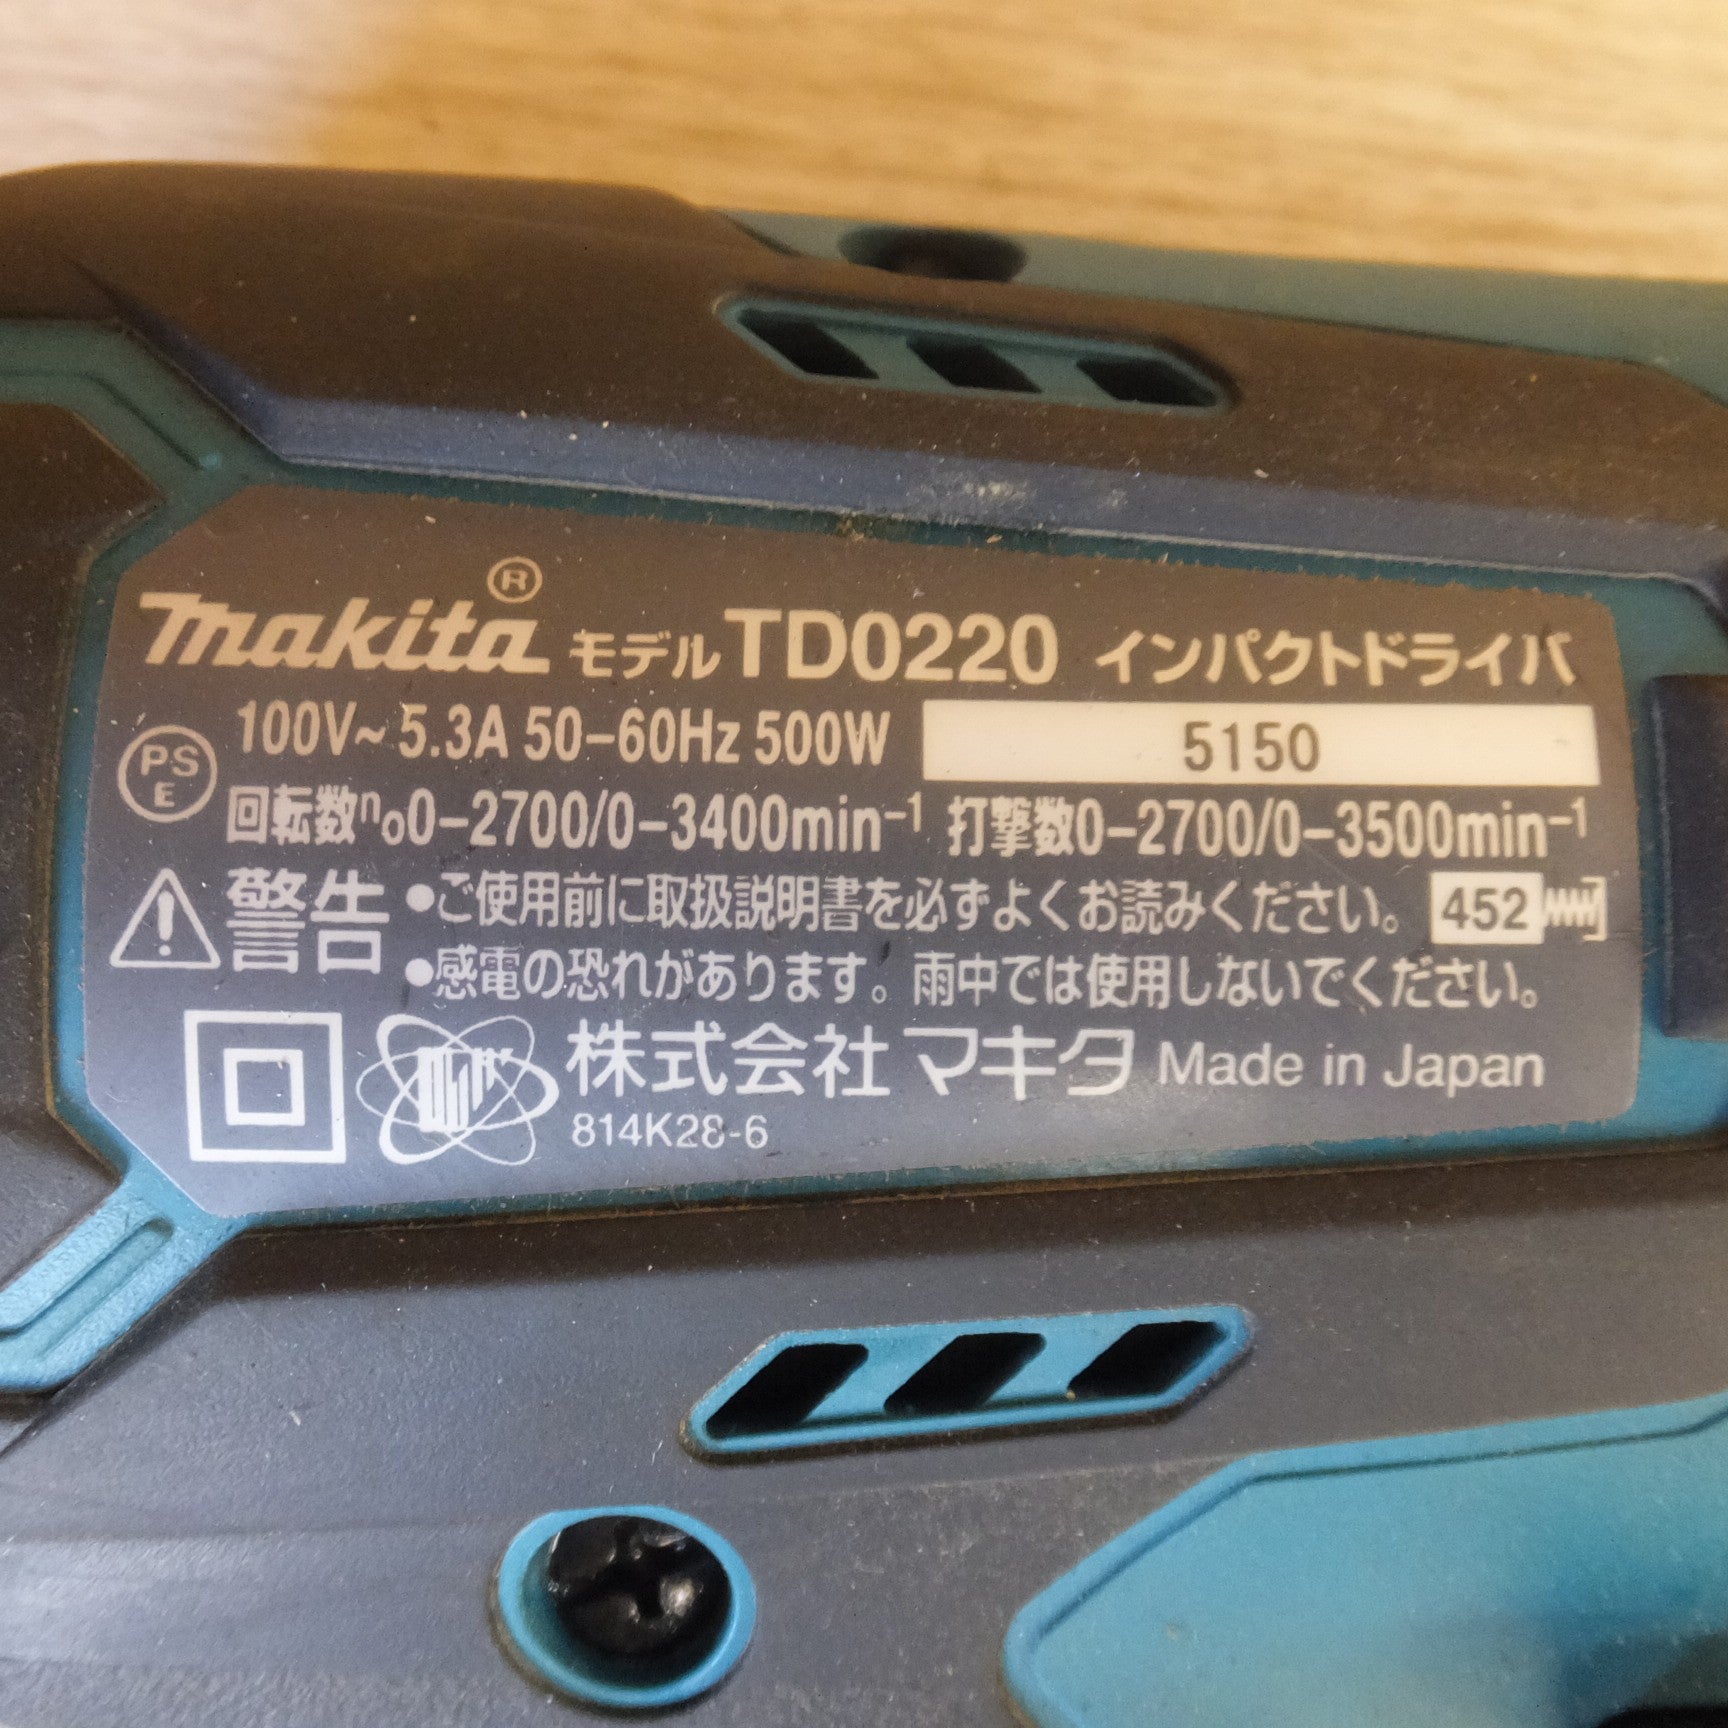 makita® モデル TD0220 インパクトドライバ
PSE 100V~ 5.3A 50-60Hz 500W 5150
回転数n₀0-2700/0-3400min⁻¹ 打撃数0-2700/0-3500min⁻¹
警告 •ご使用前に取扱説明書を必ずよくお読みください。 452
•感電の恐れがあります。雨中では使用しないでください。
株式会社 マキタ Made in Japan
814K28-6